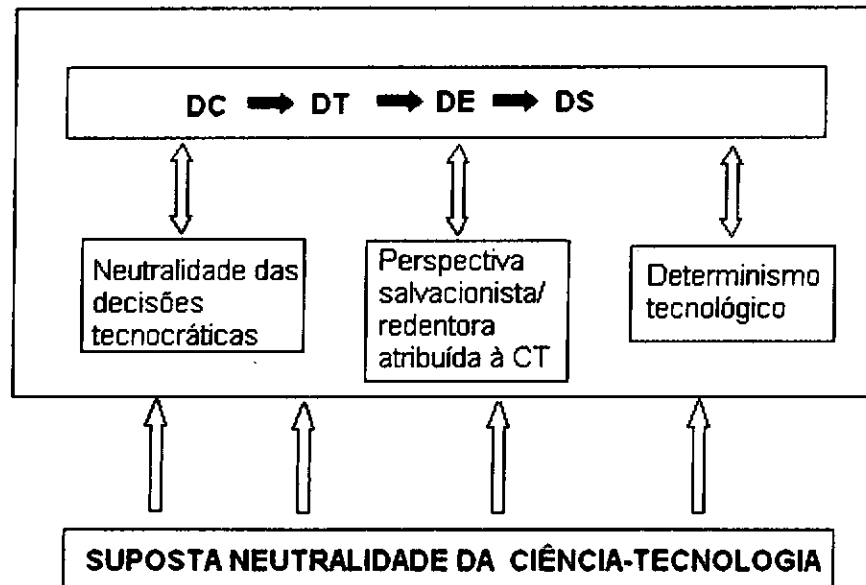 DC → DT → DE → DS
Neutralidade das
decisões
tecnocráticas
Perspectiva
salvacionista/
redentora
atribuída à CT
Determinismo
tecnológico
SUPOSTA NEUTRALIDADE DA CIÊNCIA-TECNOLOGIA